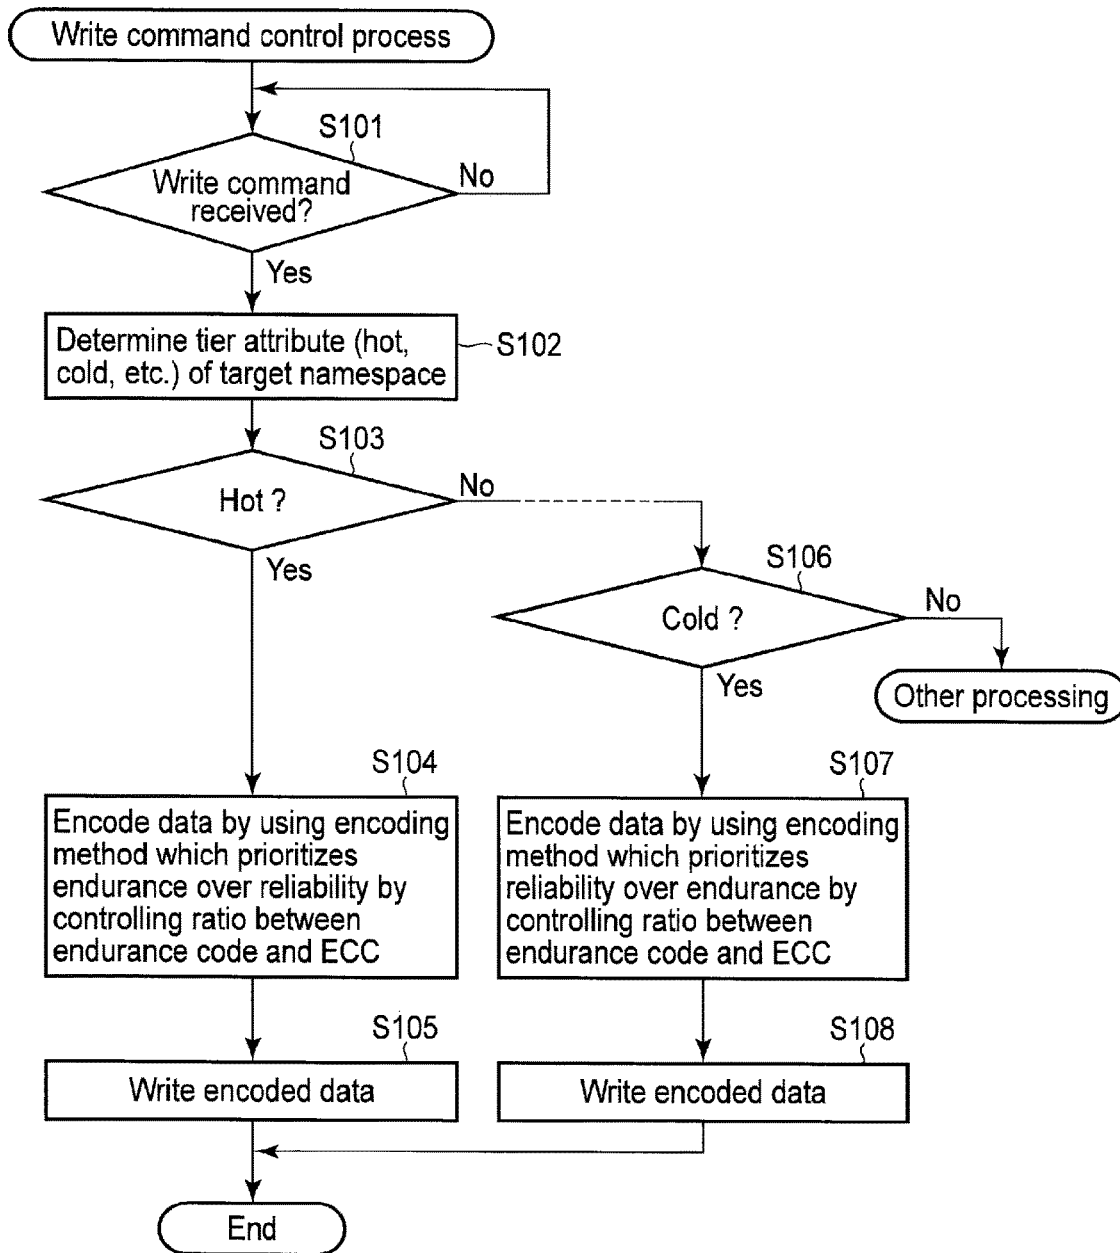 Write command control process
S101
Write command
received?
No
Yes
Determine tier attribute (hot,
cold, etc.) of target namespace
S102
S103
Hot ?
No
Yes
S106
Cold ?
No
Yes
Other processing
S104
Encode data by using encoding
method which prioritizes
endurance over reliability by
controlling ratio between
endurance code and ECC
S107
Encode data by using encoding
method which prioritizes
reliability over endurance by
controlling ratio between
endurance code and ECC
S105
Write encoded data
S108
Write encoded data
End